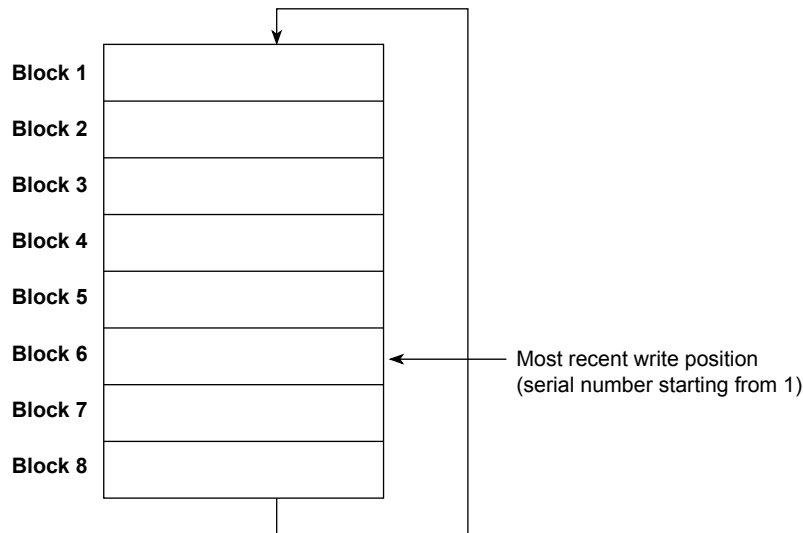 Block 1
Block 2
Block 3
Block 4
Block 5
Block 6
Block 7
Block 8
Most recent write position
(serial number starting from 1)